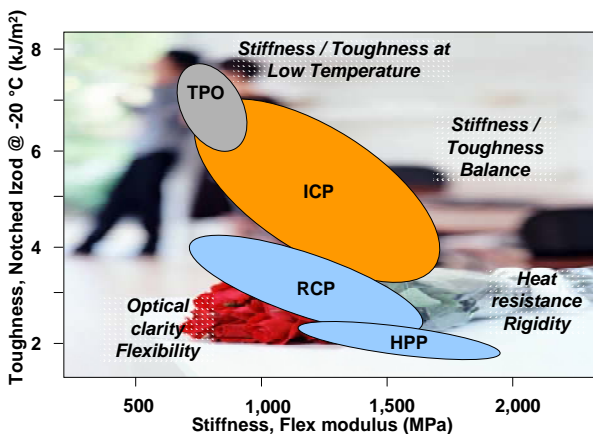 Toughness, Notched Izod @ -20 °C (kJ/m²)
8
6
4
2
Stiffness / Toughness at
Low Temperature
TPO
Stiffness /
Toughness
Balance
ICP
RCP
Heat
resistance
Rigidity
Optical
clarity
Flexibility
HPP
500
1,000
1,500
2,000
Stiffness, Flex modulus (MPa)